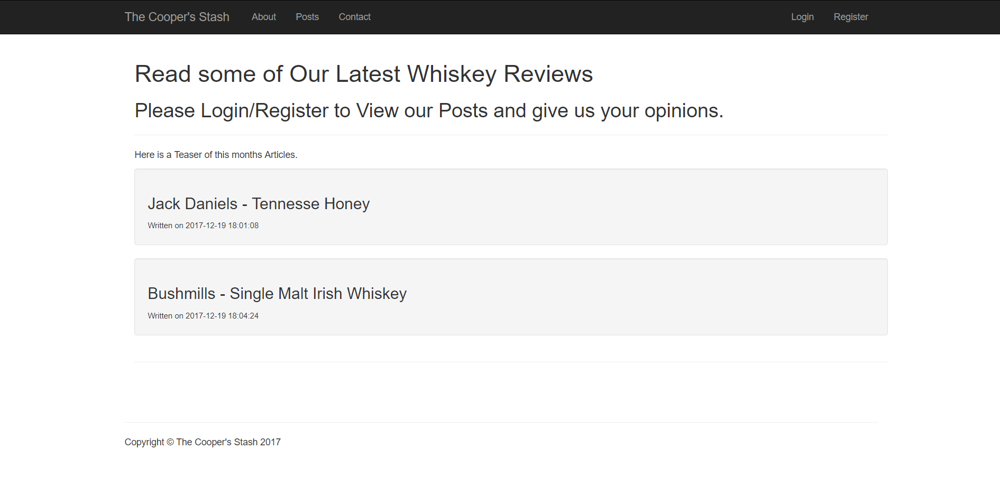 The Cooper's Stash About Posts Contact Login Register
Read some of Our Latest Whiskey Reviews
Please Login/Register to View our Posts and give us your opinions.
Here is a Teaser of this months Articles.
Jack Daniels - Tennesse Honey
Written on 2017-12-19 18:01:08
Bushmills - Single Malt Irish Whiskey
Written on 2017-12-19 18:04:24
Copyright © The Cooper's Stash 2017